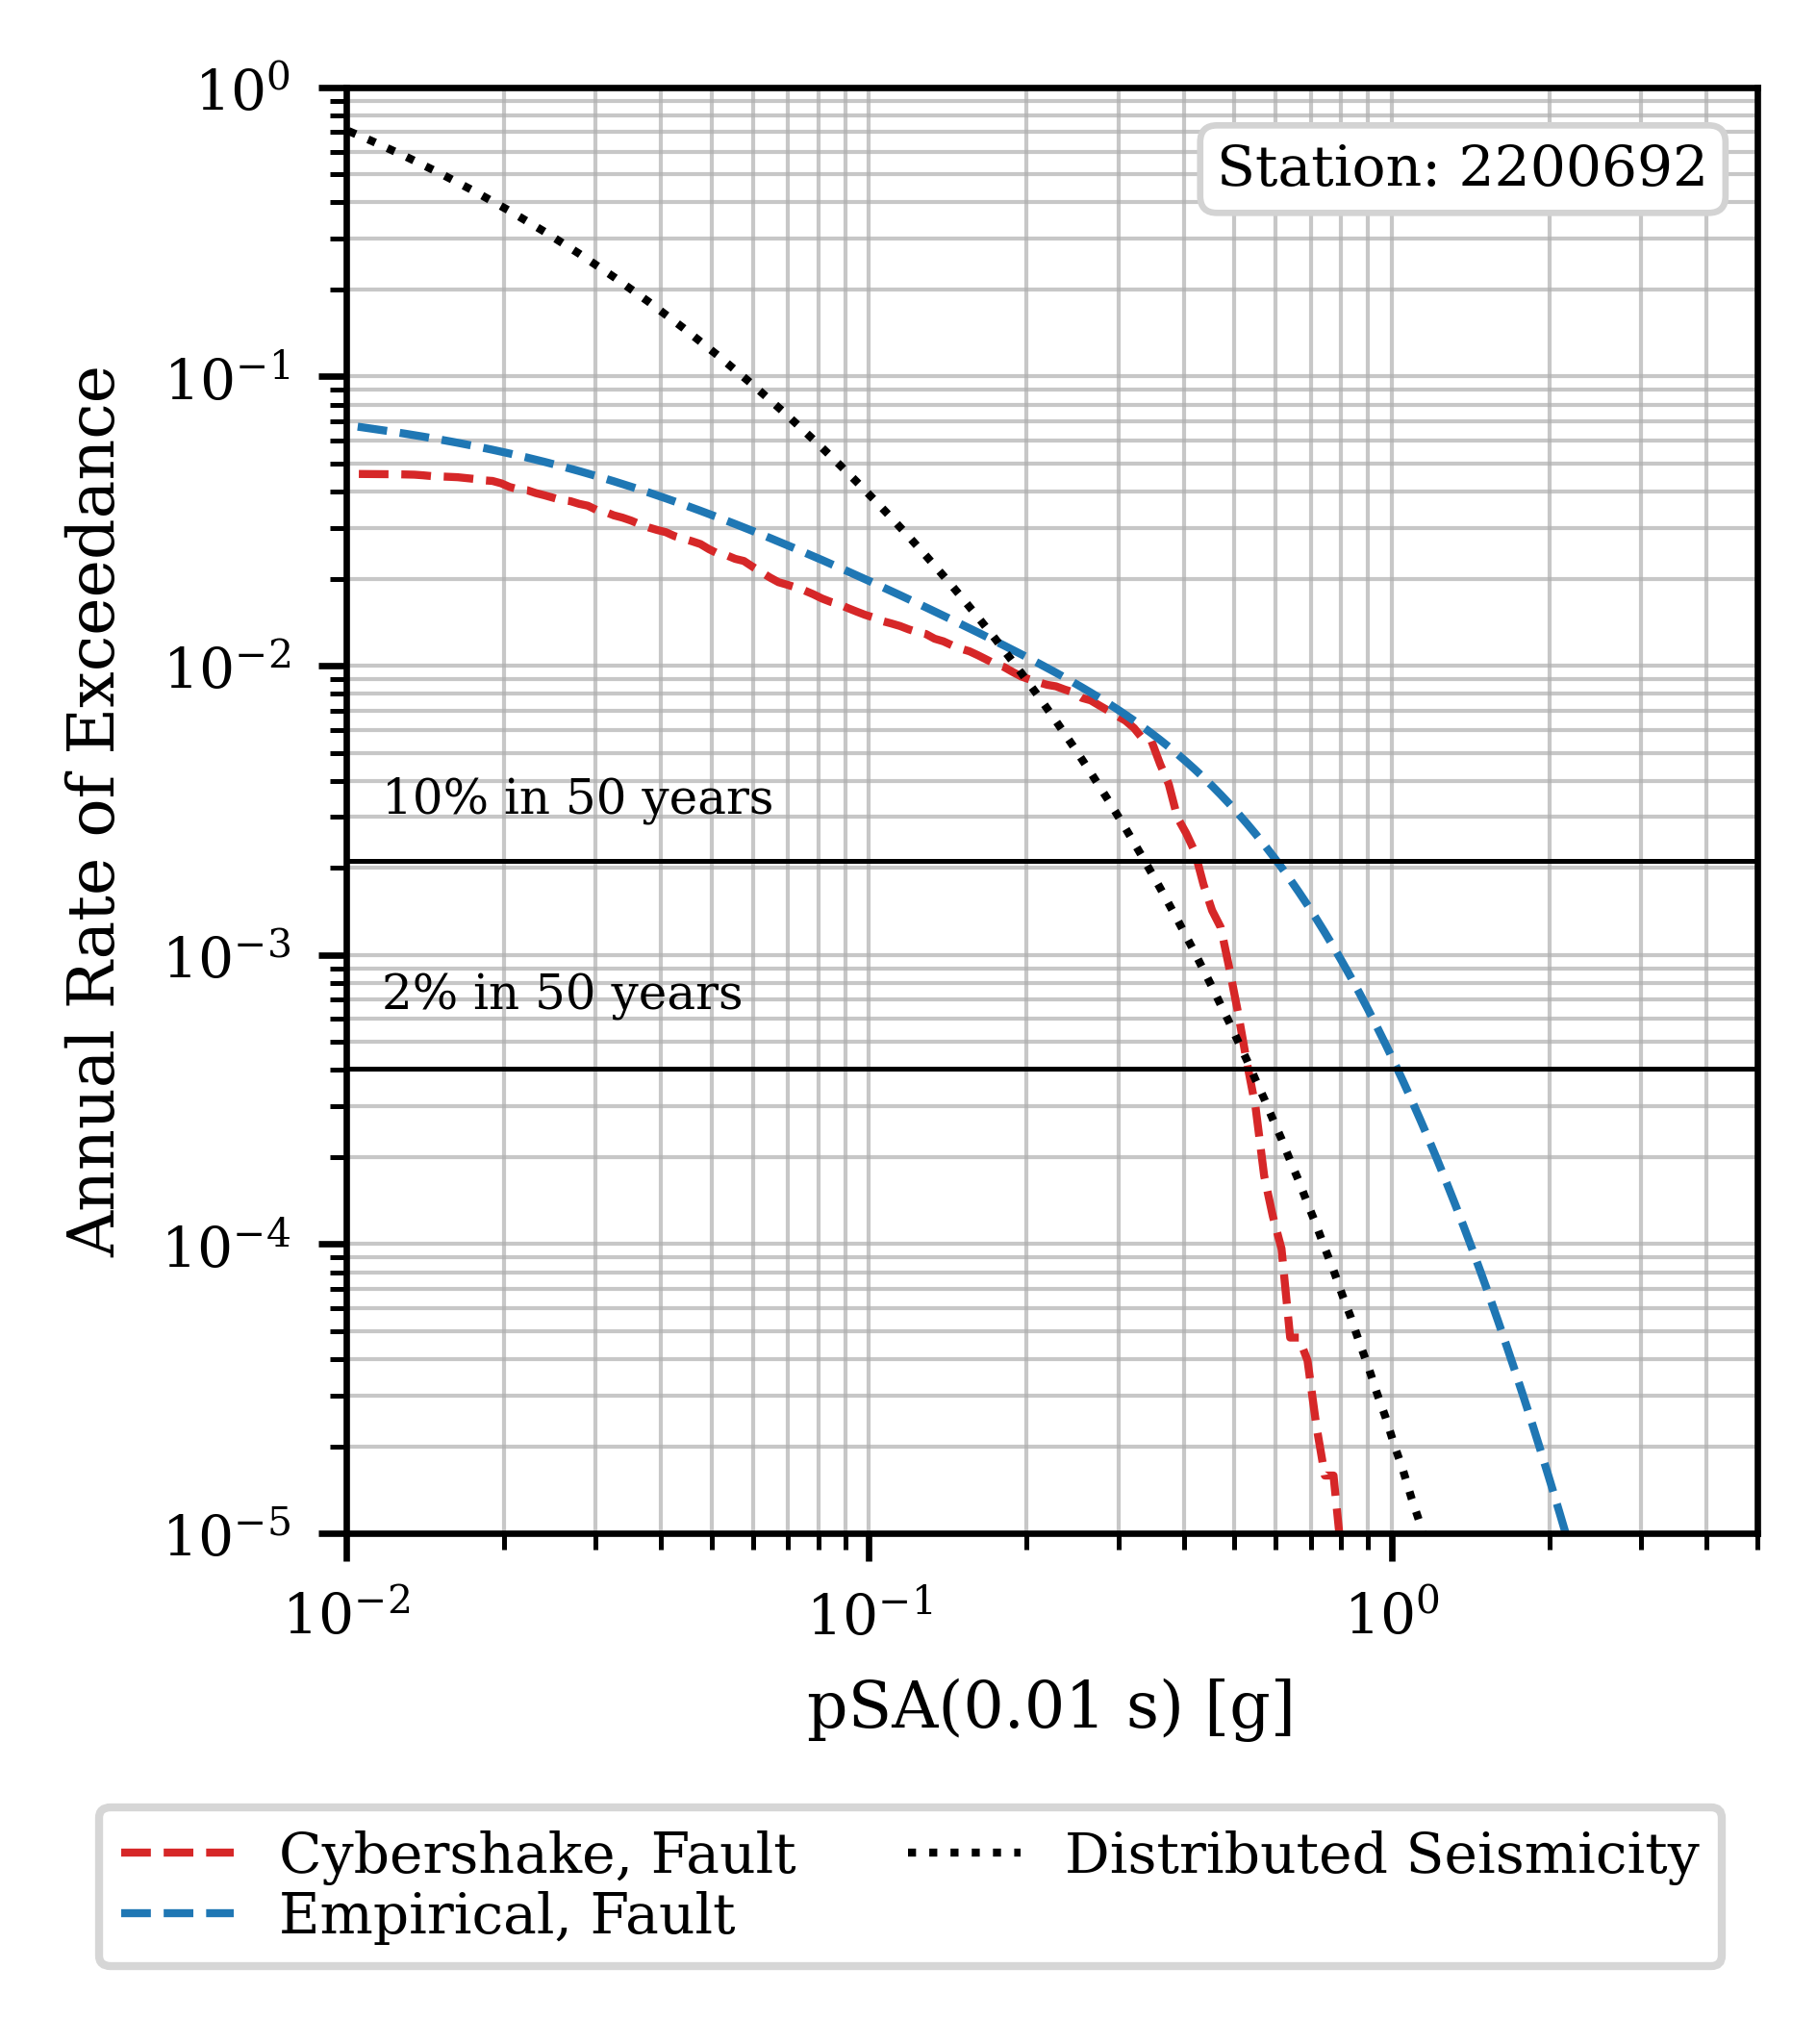 Station: 2200692
Annual Rate of Exceedance
10⁰
10⁻¹
10⁻²
10⁻³
10⁻⁴
10⁻⁵
10% in 50 years
2% in 50 years
10⁻² 10⁻¹ 10⁰
pSA(0.01 s) [g]
Cybershake, Fault
Empirical, Fault
Distributed Seismicity